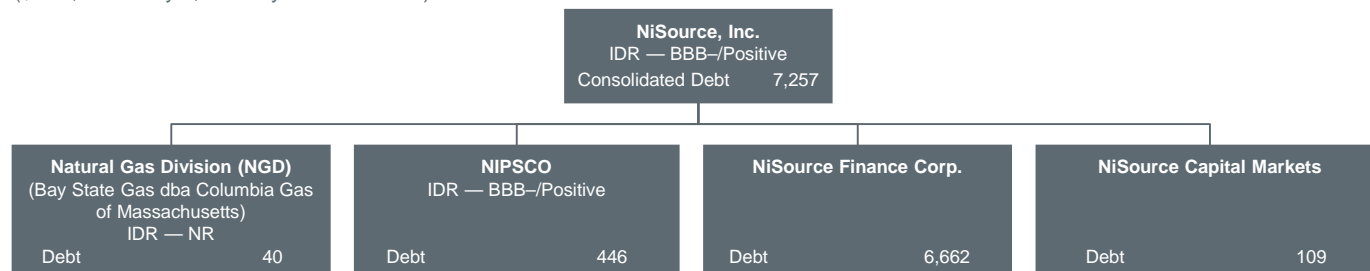 NiSource, Inc.
IDR — BBB–/Positive
Consolidated Debt 7,257
Natural Gas Division (NGD)
(Bay State Gas dba Columbia Gas
of Massachusetts)
IDR — NR
Debt 40
NIPSCO
IDR — BBB–/Positive
Debt 446
NiSource Finance Corp.
Debt 6,662
NiSource Capital Markets
Debt 109